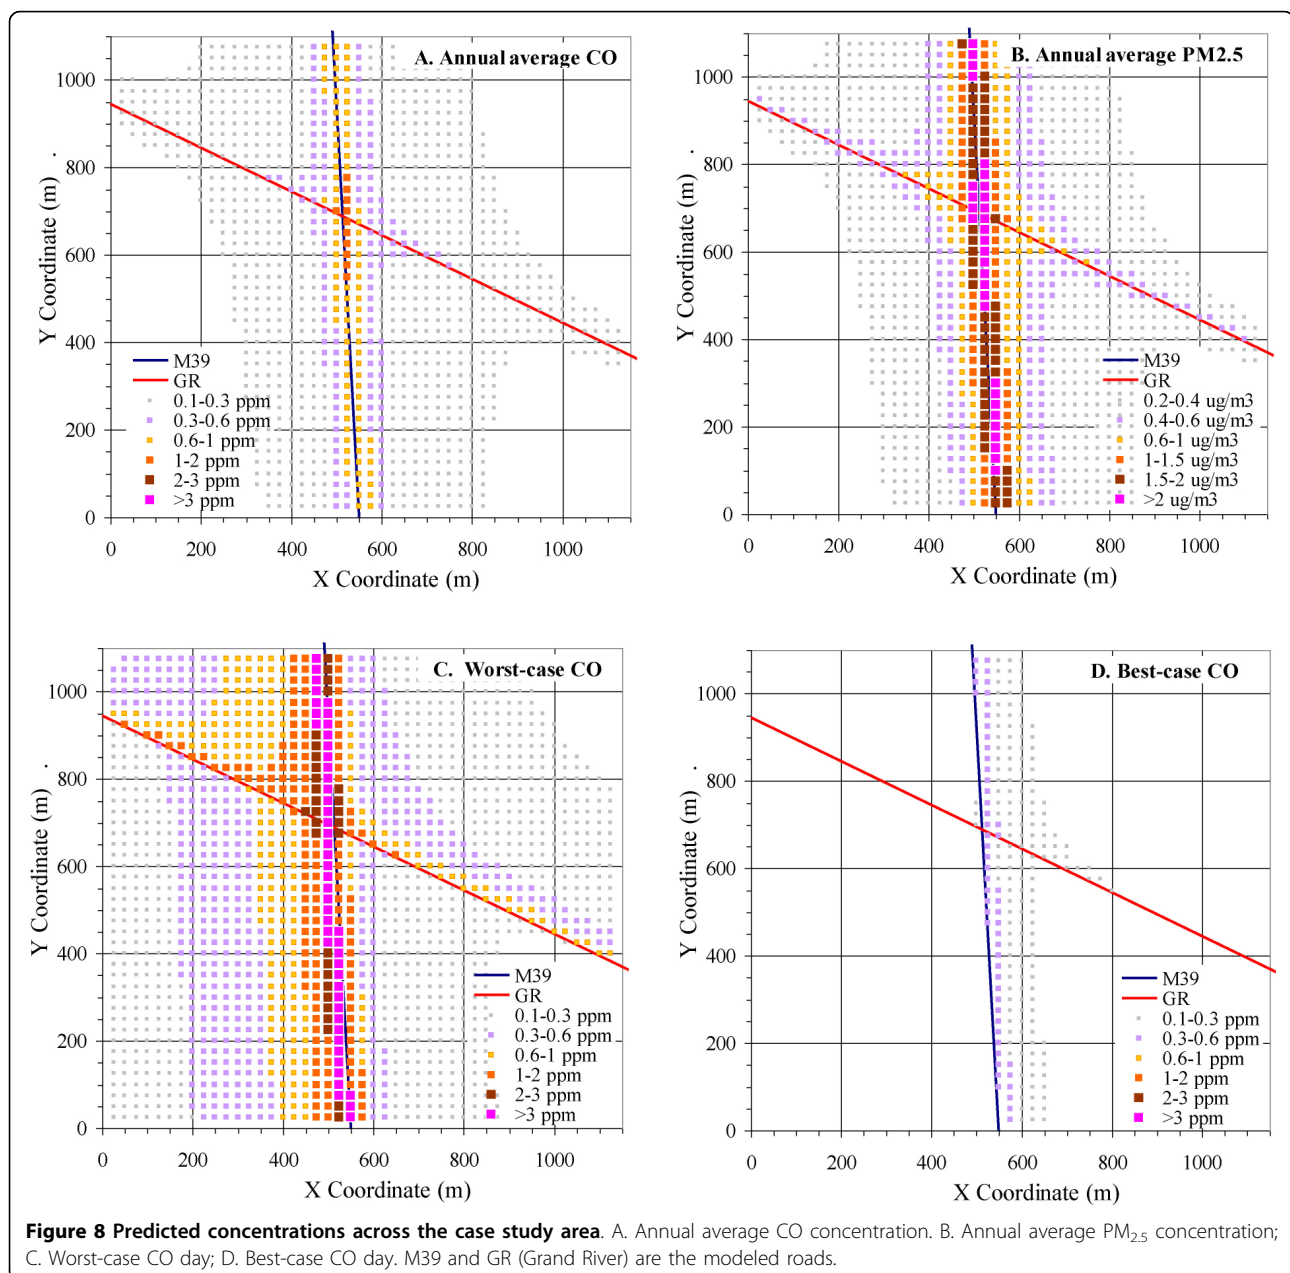 A. Annual average CO
1000
800
600
400
200
0
Y Coordinate (m)
M39
GR
0.1-0.3 ppm
0.3-0.6 ppm
0.6-1 ppm
1-2 ppm
2-3 ppm
>3 ppm
0 200 400 600 800 1000
X Coordinate (m)
B. Annual average PM2.5
1000
800
600
400
200
0
Y Coordinate (m)
M39
GR
0.2-0.4 ug/m3
0.4-0.6 ug/m3
0.6-1 ug/m3
1-1.5 ug/m3
1.5-2 ug/m3
>2 ug/m3
0 200 400 600 800 1000
X Coordinate (m)
C. Worst-case CO
1000
800
600
400
200
0
Y Coordinate (m)
M39
GR
0.1-0.3 ppm
0.3-0.6 ppm
0.6-1 ppm
1-2 ppm
2-3 ppm
>3 ppm
0 200 400 600 800 1000
X Coordinate (m)
D. Best-case CO
1000
800
600
400
200
0
Y Coordinate (m)
M39
GR
0.1-0.3 ppm
0.3-0.6 ppm
0.6-1 ppm
1-2 ppm
2-3 ppm
>3 ppm
0 200 400 600 800 1000
X Coordinate (m)
Figure 8 Predicted concentrations across the case study area. A. Annual average CO concentration. B. Annual average PM2.5 concentration;
C. Worst-case CO day; D. Best-case CO day. M39 and GR (Grand River) are the modeled roads.